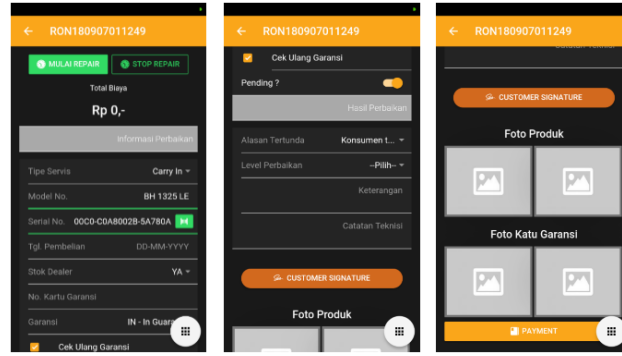 RON180907011249
MULAI REPAIR
STOP REPAIR
Total Biaya
Rp 0,-
Informasi Perbaikan
Tipe Servis Carry In
Model No. BH 1325 LE
Serial No. 00C0-C0A8002B-5A780A
Tgl. Pembelian DD-MM-YYYY
Stok Dealer YA
No. Kartu Garansi
Garansi IN - In Guara
Cek Ulang Garansi
RON180907011249
Cek Ulang Garansi
Pending ?
Hasil Perbaikan
Alasan Tertunda Konsumen t...
Level Perbaikan --Pilih--
Keterangan
Catatan Teknisi
CUSTOMER SIGNATURE
Foto Produk
RON180907011249
CUSTOMER SIGNATURE
Foto Produk
Foto Katu Garansi
PAYMENT